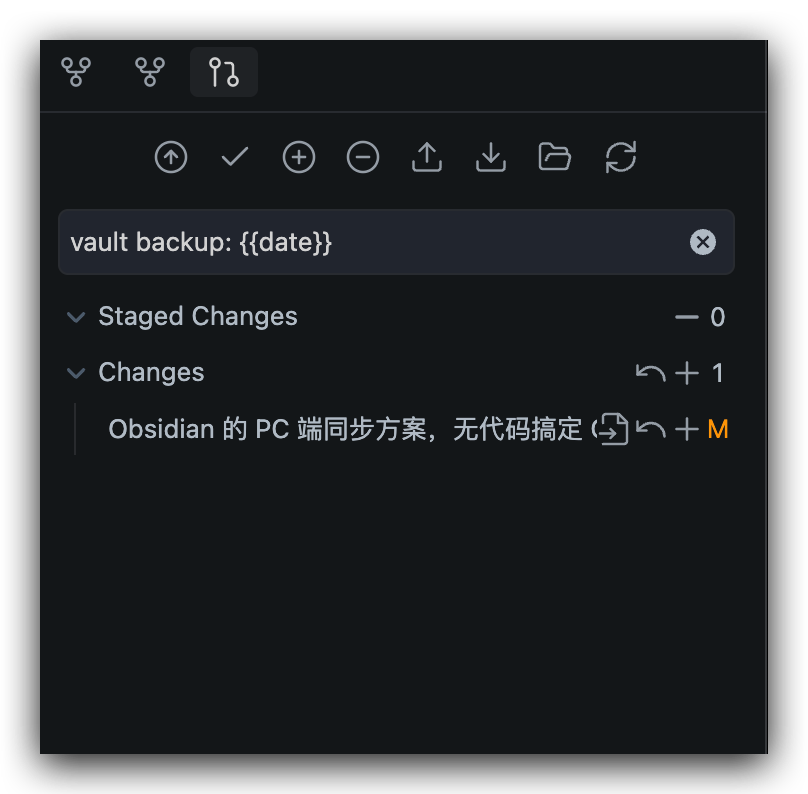 vault backup: {{date}}
Staged Changes 0
Changes 1
Obsidian 的 PC 端同步方案，无代码搞定 M